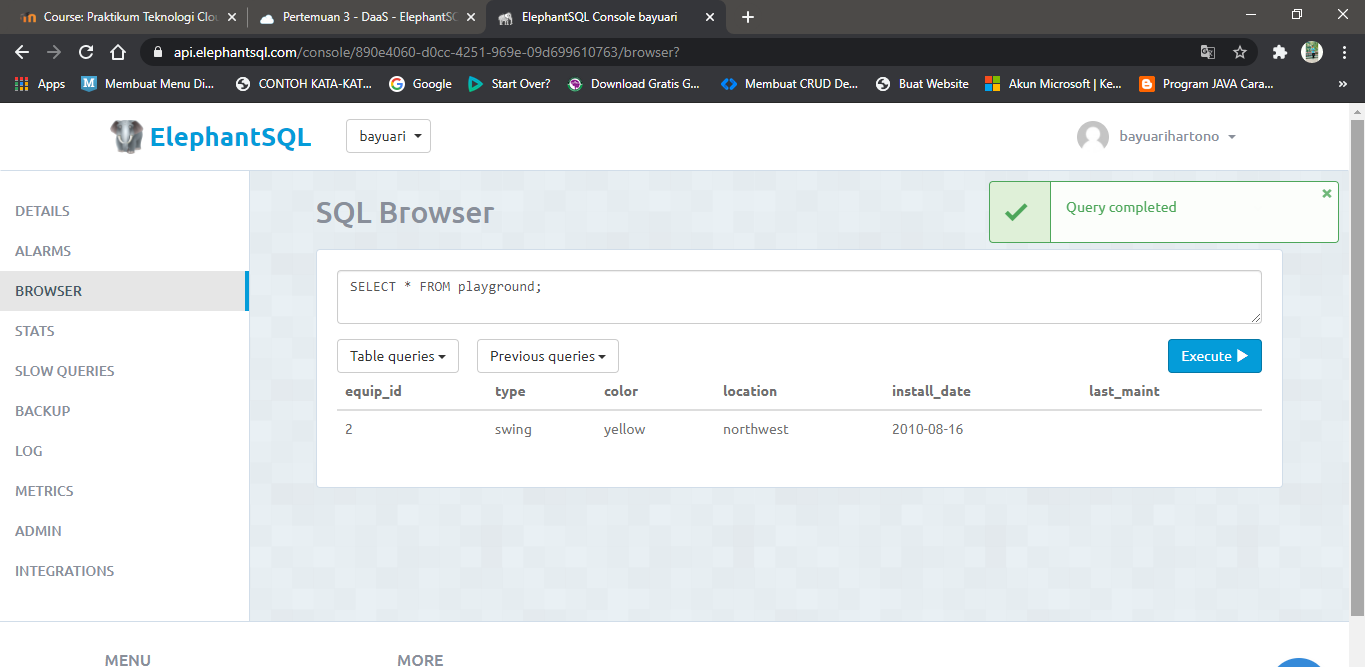 Course: Praktikum Teknologi Clo
Pertemuan 3 - DaaS - ElephantSQ
ElephantSQL Console bayuari
api.elephantsql.com/console/890e4060-d0cc-4251-969e-09d699610763/browser?
Apps
Membuat Menu Di...
CONTOH KATA-KAT...
Google
Start Over?
Download Gratis G...
Membuat CRUD De...
Buat Website
Akun Microsoft | Ke...
Program JAVA Cara...
»
ElephantSQL
bayuari
bayuarihartono
DETAILS
ALARMS
BROWSER
STATS
SLOW QUERIES
BACKUP
LOG
METRICS
ADMIN
INTEGRATIONS
SQL Browser
Query completed
SELECT * FROM playground;
Table queries
Previous queries
Execute
equip_id type color location install_date last_maint
2 swing yellow northwest 2010-08-16
MENU
MORE